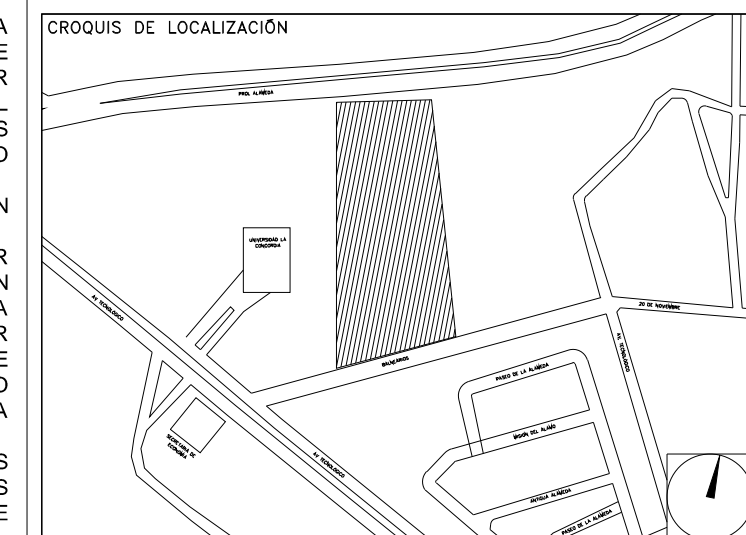 A
E
R
L
S
O
N
R
N
A
R
E
O
A
S
S
E
CROQUIS DE LOCALIZACIÓN
PROL ALAMEDA
UNIVERSIDAD LA
CONCORDIA
AV. TECNOLOGICO
20 DE NOVIEMBRE
BALNEARIOS
AV. TECNOLOGICO
PASEO DE LA ALAMEDA
MISION DEL ALAMO
SECRETARIA DE
ECONOMIA
AV TECNOLOGICO
ANTIGUA ALAMEDA
PASEO DE LA ALAMEDA